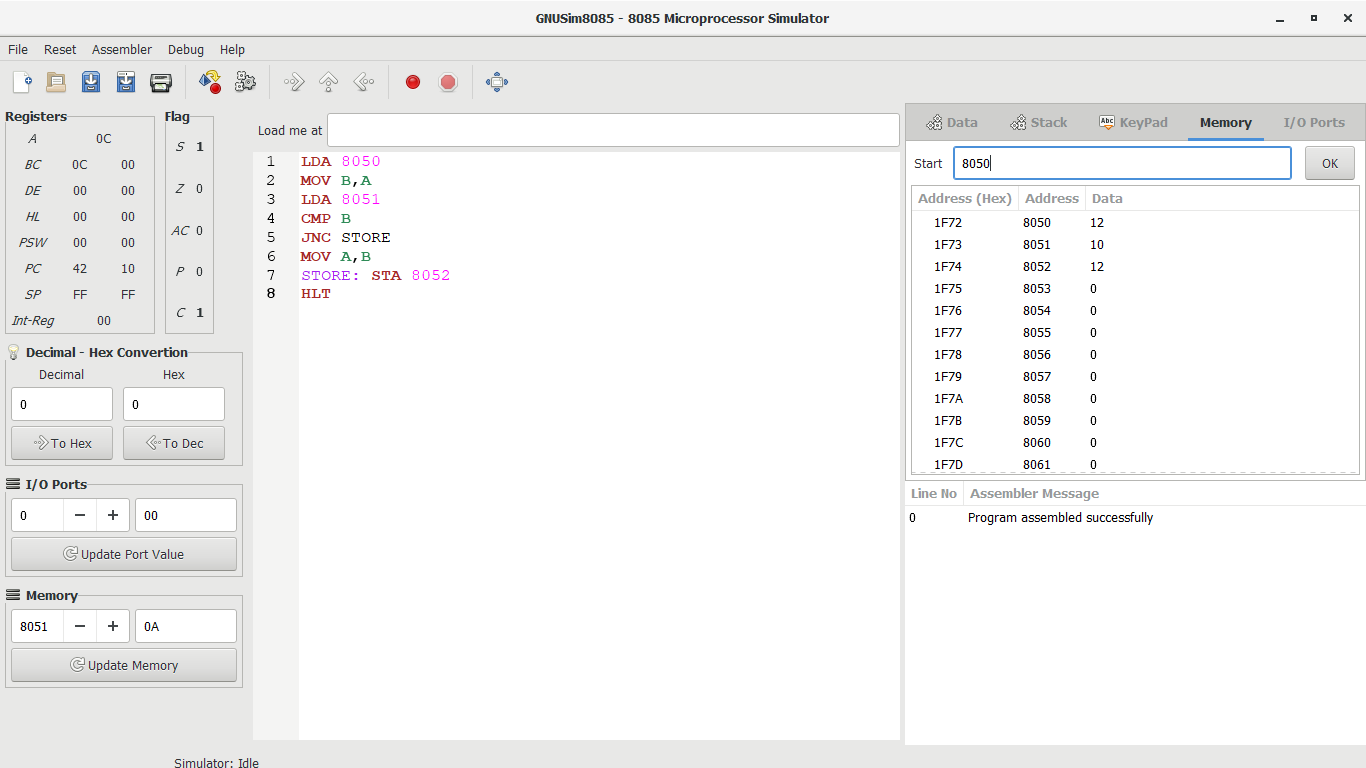 GNUSim8085 - 8085 Microprocessor Simulator
File Reset Assembler Debug Help
Registers
A 0C
BC 0C 00
DE 00 00
HL 00 00
PSW 00 00
PC 42 10
SP FF FF
Int-Reg 00
Flag
S 1
Z 0
AC 0
P 0
C 1
Decimal - Hex Convertion
Decimal Hex
0 0
To Hex To Dec
I/O Ports
0 − + 00
Update Port Value
Memory
8051 − + 0A
Update Memory
Load me at
1 LDA 8050
2 MOV B,A
3 LDA 8051
4 CMP B
5 JNC STORE
6 MOV A,B
7 STORE: STA 8052
8 HLT
Data Stack Abc KeyPad Memory I/O Ports
Start 8050 OK
Address (Hex) Address Data
1F72 8050 12
1F73 8051 10
1F74 8052 12
1F75 8053 0
1F76 8054 0
1F77 8055 0
1F78 8056 0
1F79 8057 0
1F7A 8058 0
1F7B 8059 0
1F7C 8060 0
1F7D 8061 0
Line No Assembler Message
0 Program assembled successfully
Simulator: Idle